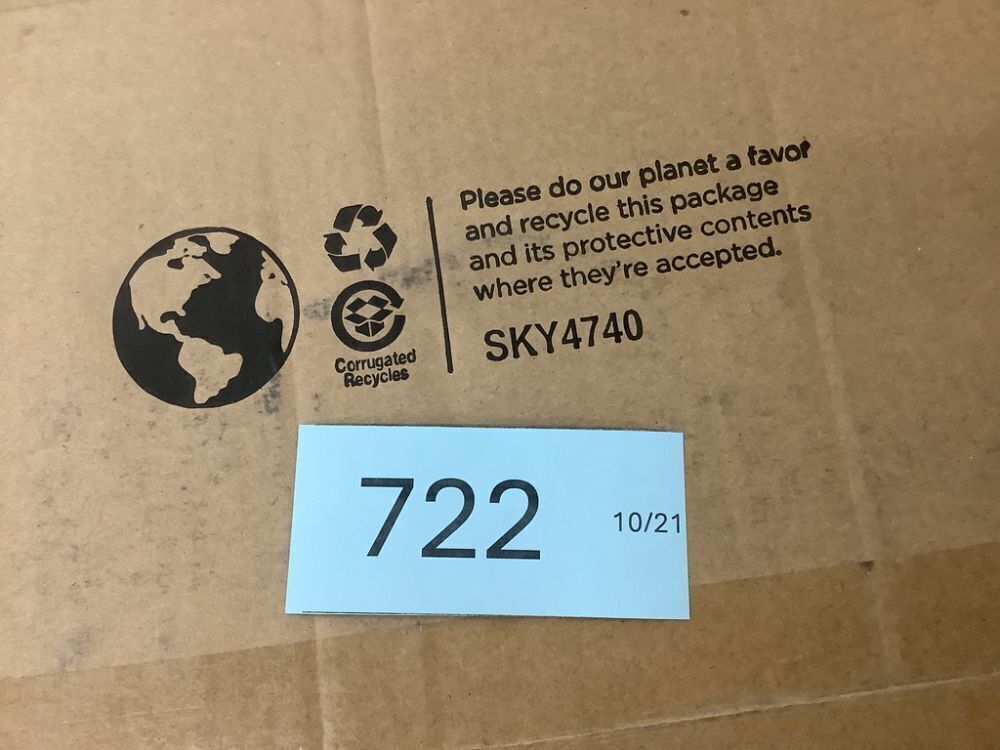 Please do our planet a favor
and recycle this package
and its protective contents
where they're accepted.
SKY4740
Corrugated
Recycles
722
10/21